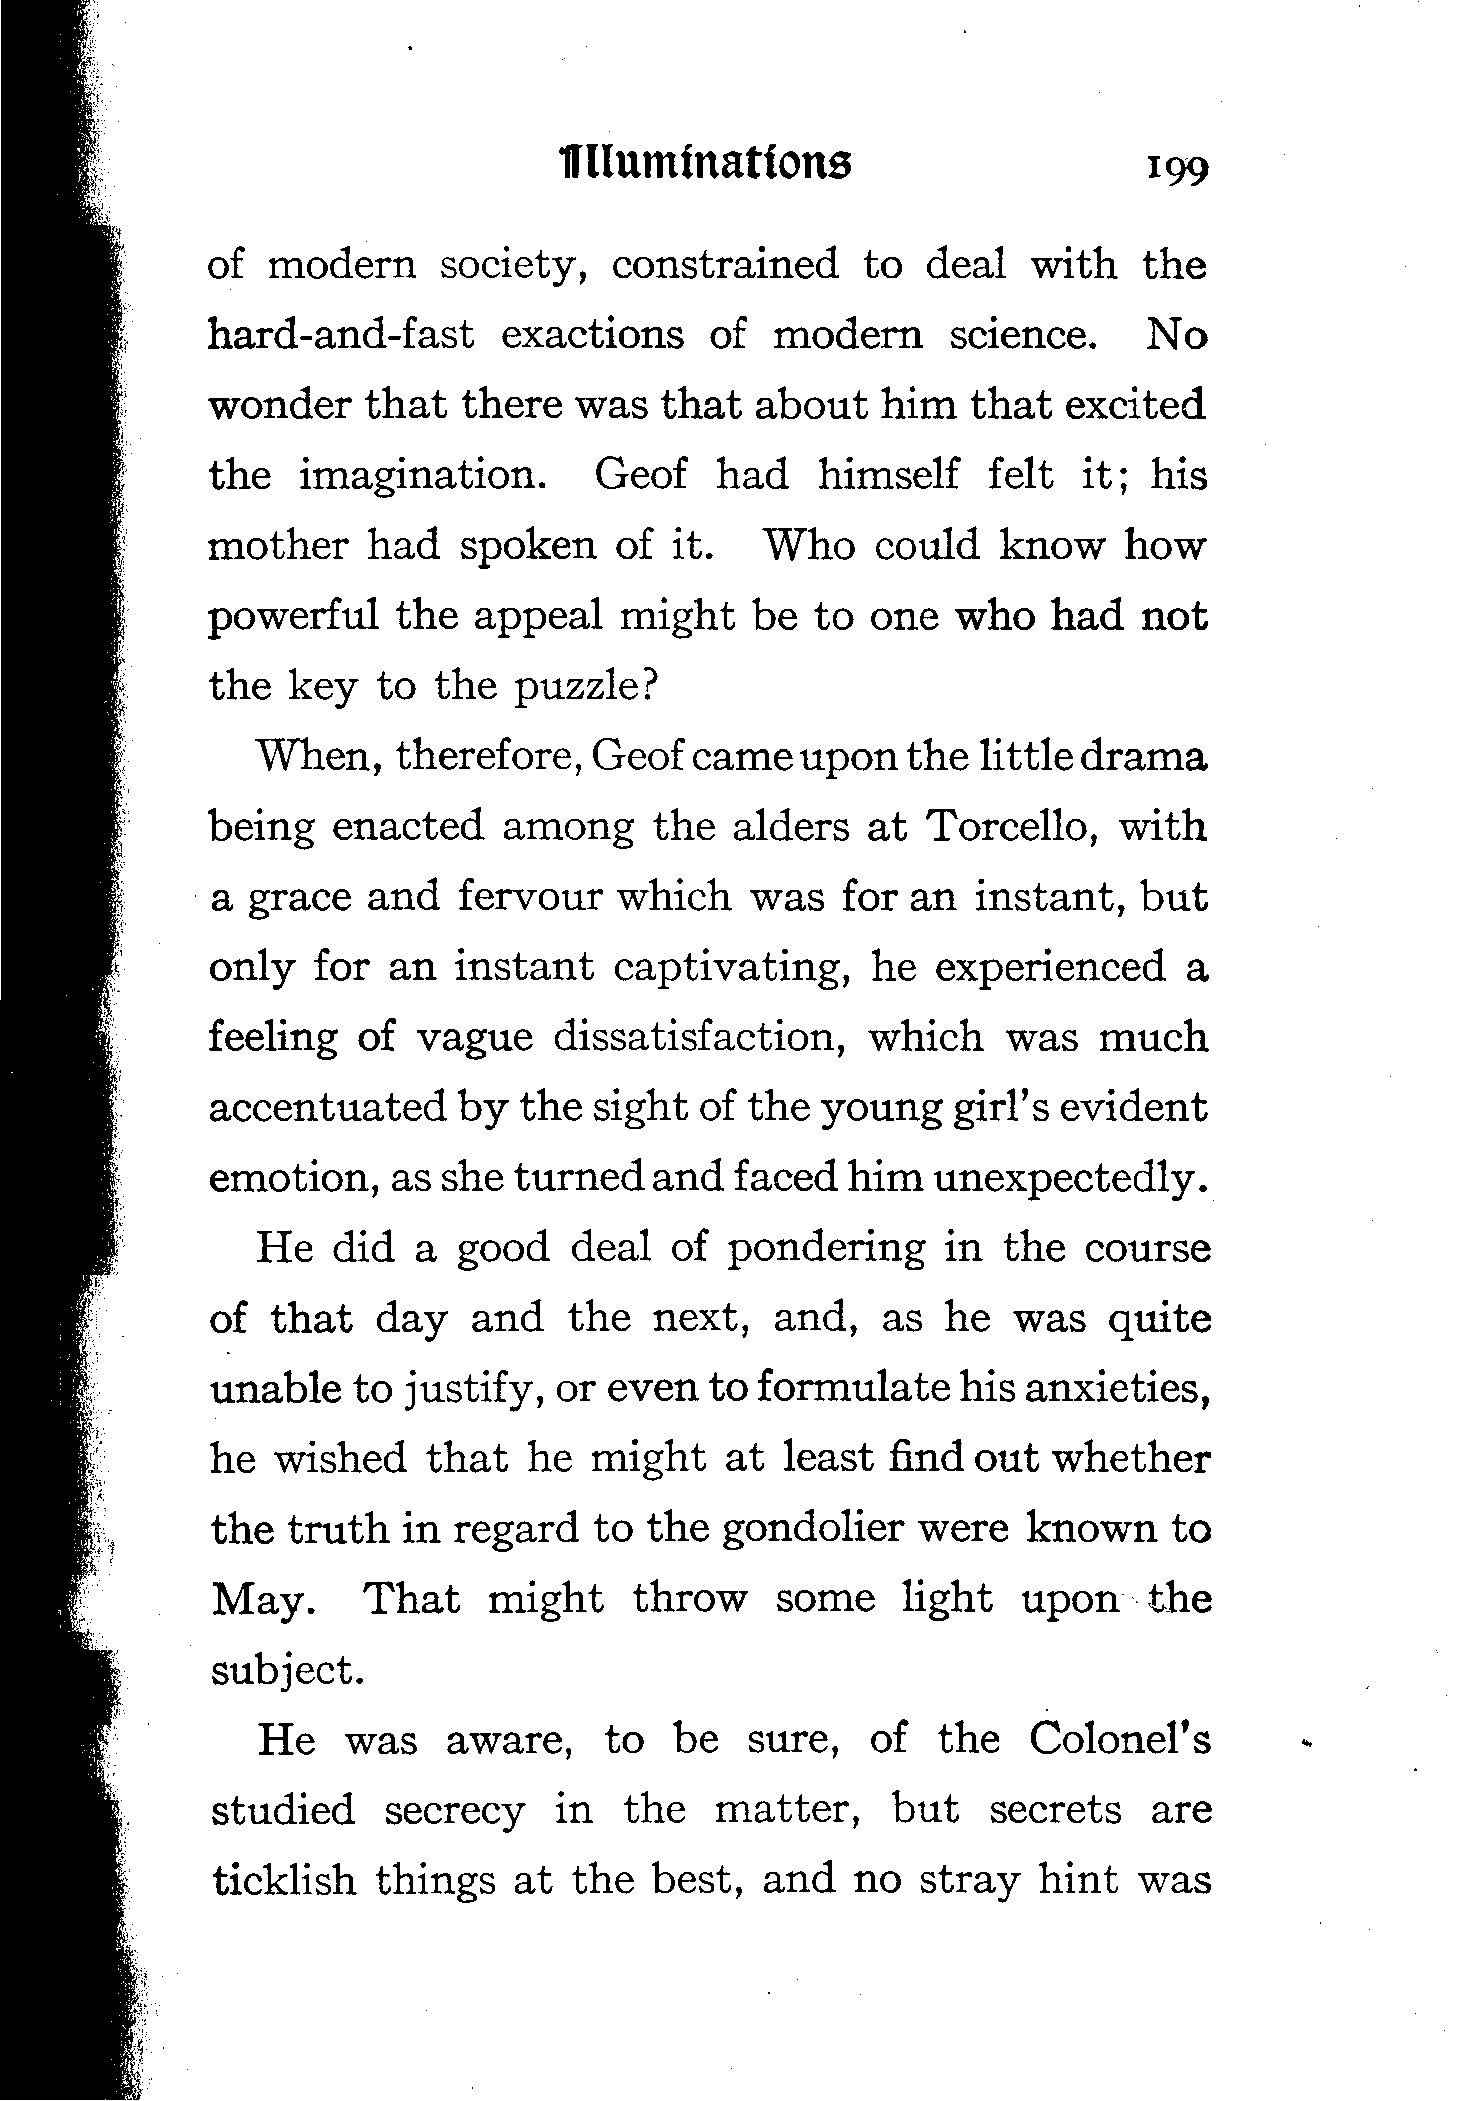 Illuminations 199
of modern society, constrained to deal with the
hard-and-fast exactions of modern science. No
wonder that there was that about him that excited
the imagination. Geof had himself felt it; his
mother had spoken of it. Who could know how
powerful the appeal might be to one who had not
the key to the puzzle?
When, therefore, Geof came upon the little drama
being enacted among the alders at Torcello, with
a grace and fervour which was for an instant, but
only for an instant captivating, he experienced a
feeling of vague dissatisfaction, which was much
accentuated by the sight of the young girl's evident
emotion, as she turned and faced him unexpectedly.
He did a good deal of pondering in the course
of that day and the next, and, as he was quite
unable to justify, or even to formulate his anxieties,
he wished that he might at least find out whether
the truth in regard to the gondolier were known to
May. That might throw some light upon the
subject.
He was aware, to be sure, of the Colonel's
studied secrecy in the matter, but secrets are
ticklish things at the best, and no stray hint was